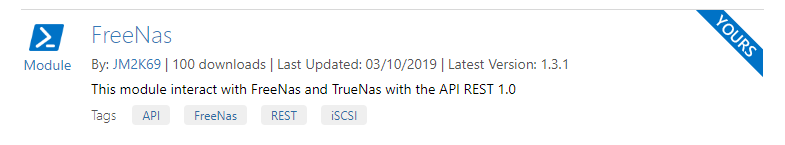 FreeNas
YOURS
Module
By: JM2K69 | 100 downloads | Last Updated: 03/10/2019 | Latest Version: 1.3.1
This module interact with FreeNas and TrueNas with the API REST 1.0
Tags API FreeNas REST iSCSI